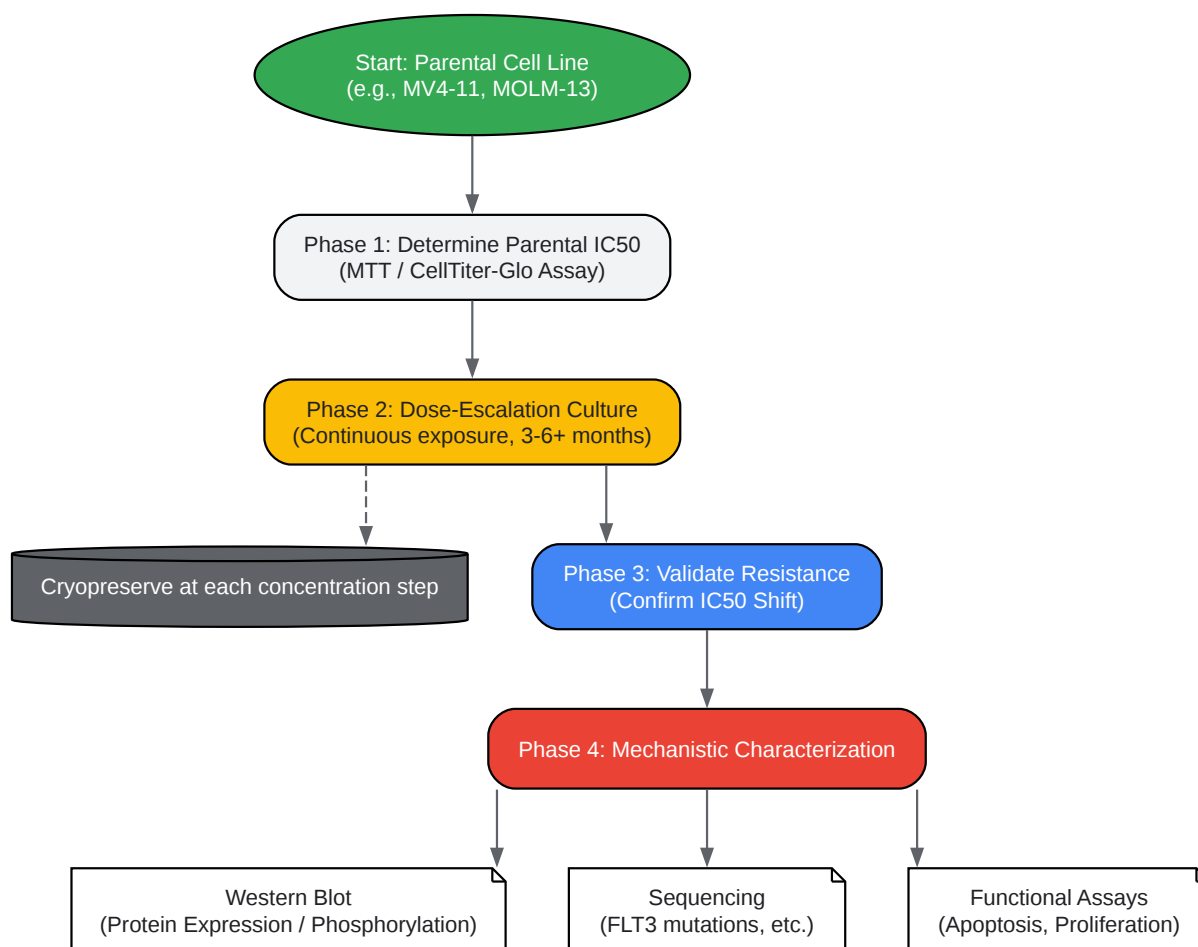 Start: Parental Cell Line
(e.g., MV4-11, MOLM-13)
Phase 1: Determine Parental IC50
(MTT / CellTiter-Glo Assay)
Phase 2: Dose-Escalation Culture
(Continuous exposure, 3-6+ months)
Cryopreserve at each concentration step
Phase 3: Validate Resistance
(Confirm IC50 Shift)
Phase 4: Mechanistic Characterization
Western Blot
(Protein Expression / Phosphorylation)
Sequencing
(FLT3 mutations, etc.)
Functional Assays
(Apoptosis, Proliferation)